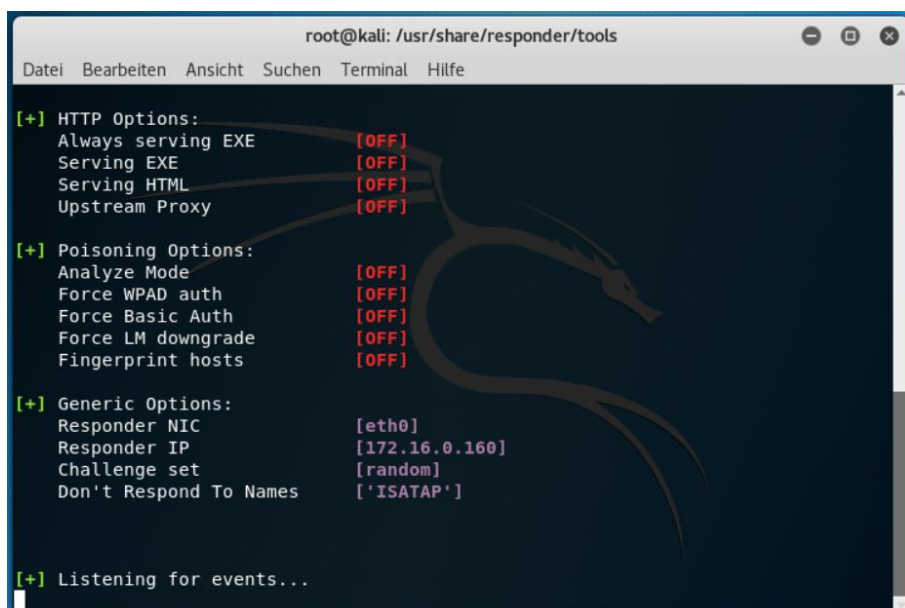 root@kali: /usr/share/responder/tools
Datei Bearbeiten Ansicht Suchen Terminal Hilfe
[+] HTTP Options:
Always serving EXE [OFF]
Serving EXE [OFF]
Serving HTML [OFF]
Upstream Proxy [OFF]
[+] Poisoning Options:
Analyze Mode [OFF]
Force WPAD auth [OFF]
Force Basic Auth [OFF]
Force LM downgrade [OFF]
Fingerprint hosts [OFF]
[+] Generic Options:
Responder NIC [eth0]
Responder IP [172.16.0.160]
Challenge set [random]
Don't Respond To Names ['ISATAP']
[+] Listening for events...